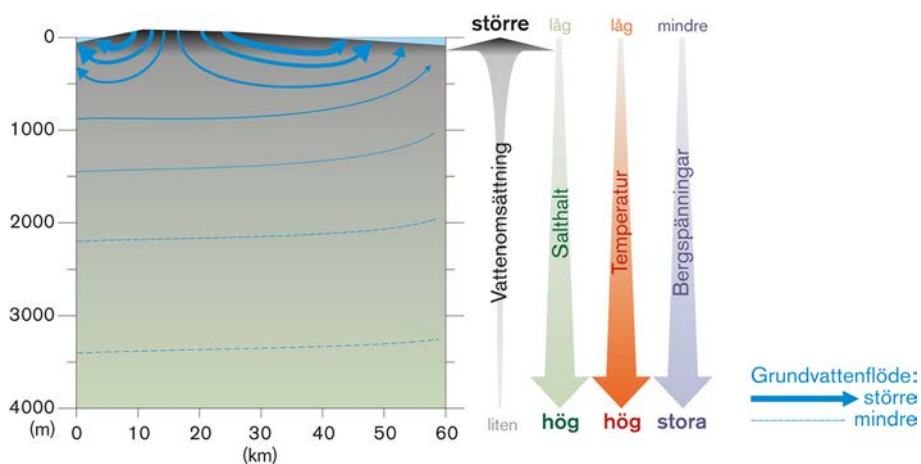 större
låg
låg
mindre
0
1000
2000
3000
4000
(m)
0
10
20
30
40
50
60
(km)
Vattenomsättning
Salthalt
Temperatur
Bergspänningar
liten
hög
hög
stora
Grundvattenflöde:
större
mindre